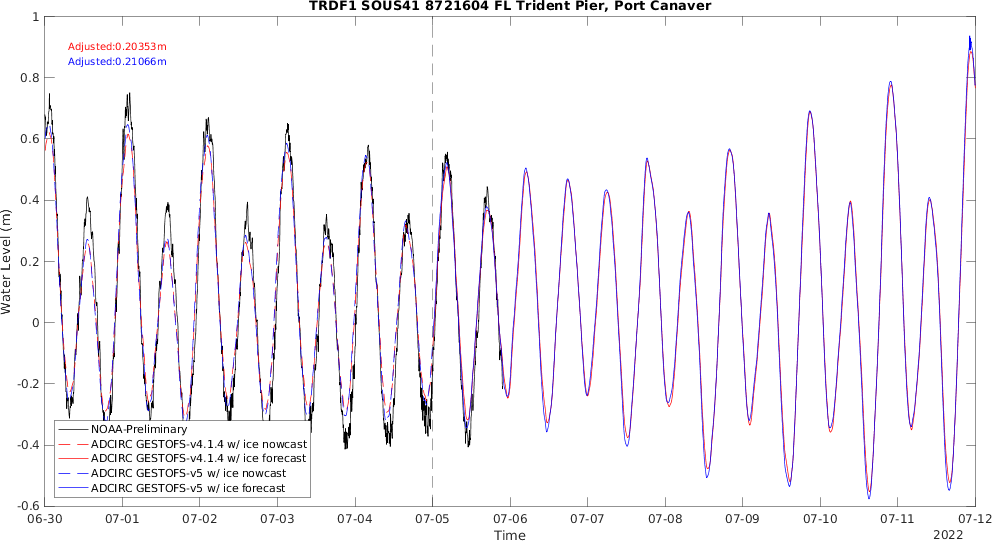 TRDF1 SOUS41 8721604 FL Trident Pier, Port Canaver
Adjusted:0.20353m
Adjusted:0.21066m
Water Level (m)
1
0.8
0.6
0.4
0.2
0
-0.2
-0.4
-0.6
NOAA-Preliminary
ADCIRC GESTOFS-v4.1.4 w/ ice nowcast
ADCIRC GESTOFS-v4.1.4 w/ ice forecast
ADCIRC GESTOFS-v5 w/ ice nowcast
ADCIRC GESTOFS-v5 w/ ice forecast
06-30 07-01 07-02 07-03 07-04 07-05 07-06 07-07 07-08 07-09 07-10 07-11 07-12
Time
2022